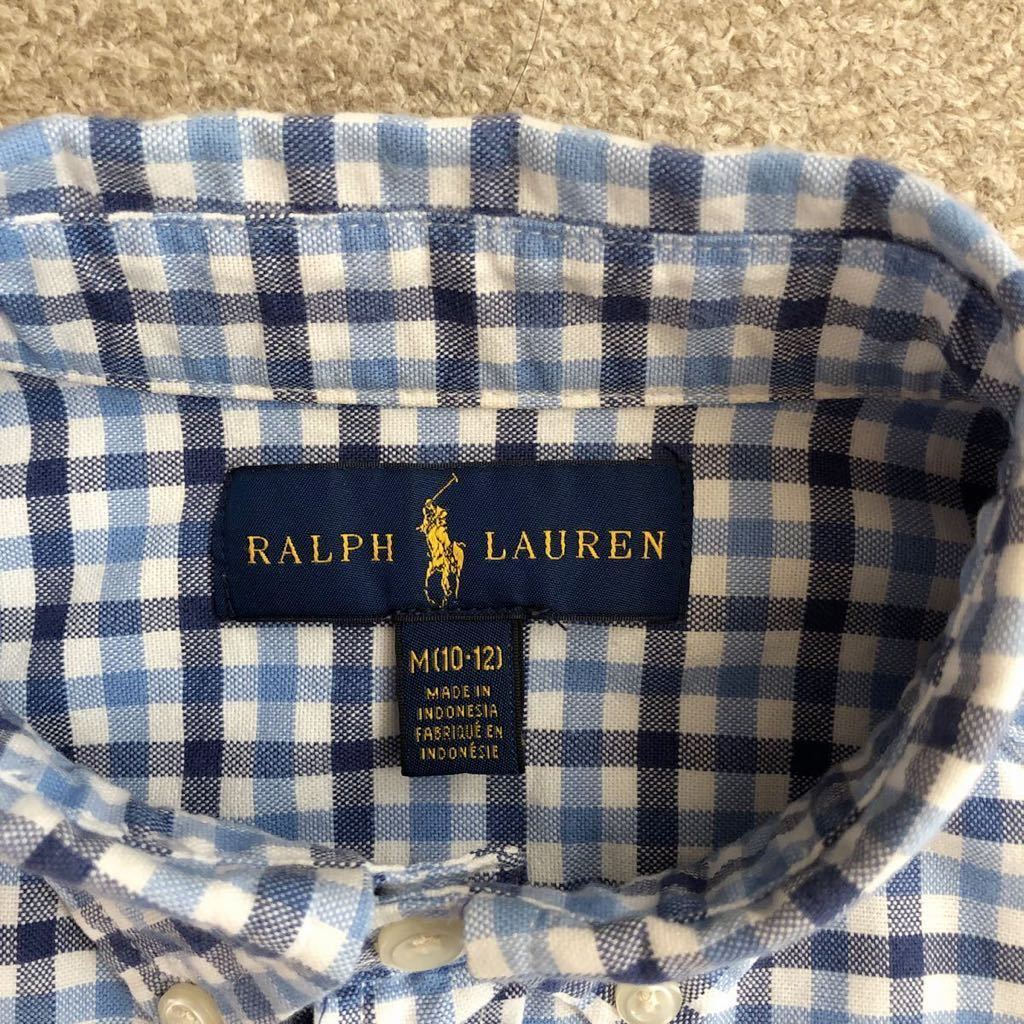 RALPH LAUREN
M(10·12)
MADE IN
INDONESIA
FABRIQUÉ EN
INDONÉSIE